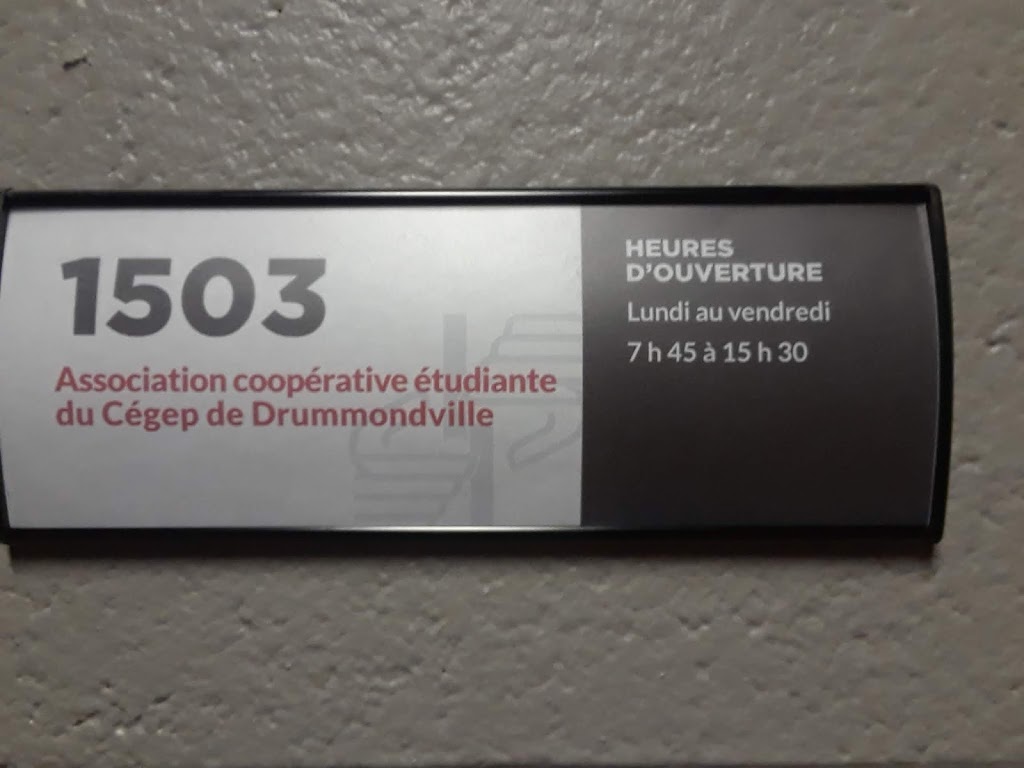 1503
Association coopérative étudiante
du Cégep de Drummondville
HEURES
D'OUVERTURE
Lundi au vendredi
7 h 45 à 15 h 30